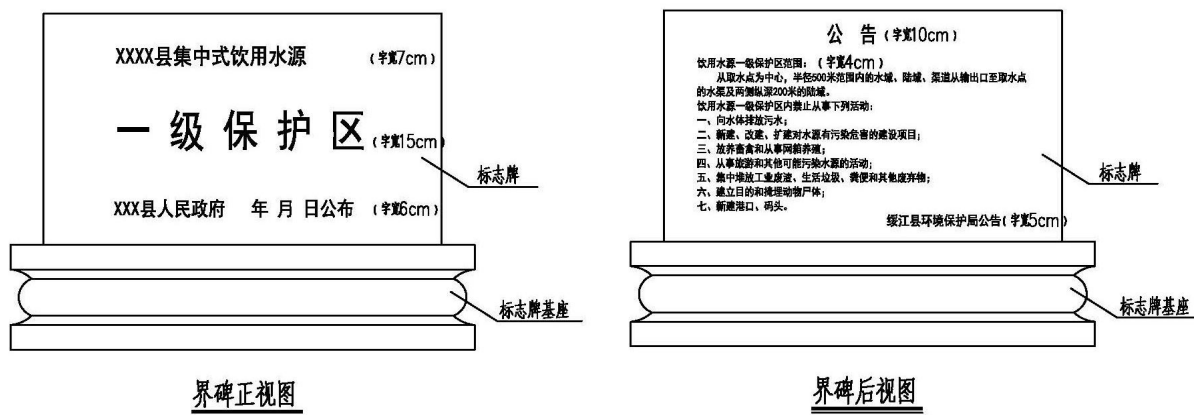 XXXX县集中式饮用水源 (字宽7cm)
一级保护区(字宽15cm)
标志牌
XXX县人民政府 年 月 日公布 (字宽6cm)
标志牌基座
界碑正视图
公 告(字宽10cm)
饮用水源一级保护区范围: (字宽4cm)
从取水点为中心, 半径500米范围内的水域、陆域、渠道从输出口至取水点
的水渠及两侧纵深200米的陆域。
饮用水源一级保护区内禁止从事下列活动:
一、向水体排放污水;
二、新建、改建、扩建对水源有污染危害的建设项目;
三、放养畜禽和从事网箱养殖;
四、从事旅游和其他可能污染水源的活动;
五、集中堆放工业废渣、生活垃圾、粪便和其他废弃物;
六、建立目的和掩埋动物尸体;
七、新建港口、码头。
绥江县环境保护局公告(字宽5cm)
标志牌
标志牌基座
界碑后视图